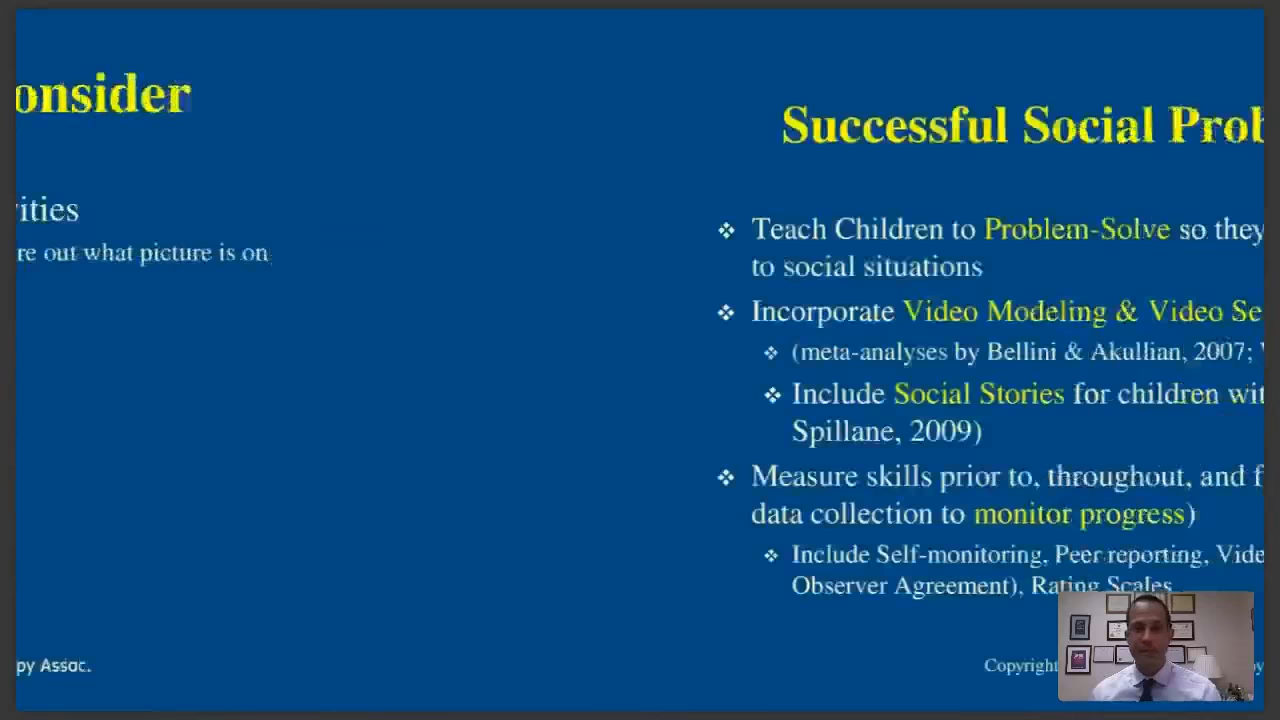 onsider
ities
re out what picture is on
py Assoc.
Successful Social Prob
❖ Teach Children to Problem-Solve so they
to social situations
❖ Incorporate Video Modeling & Video Se
❖ (meta-analyses by Bellini & Akullian, 2007;
❖ Include Social Stories for children wit
Spillane, 2009)
❖ Measure skills prior to, throughout, and f
data collection to monitor progress)
❖ Include Self-monitoring, Peer reporting, Vide
Observer Agreement), Rating Scales
Copyright